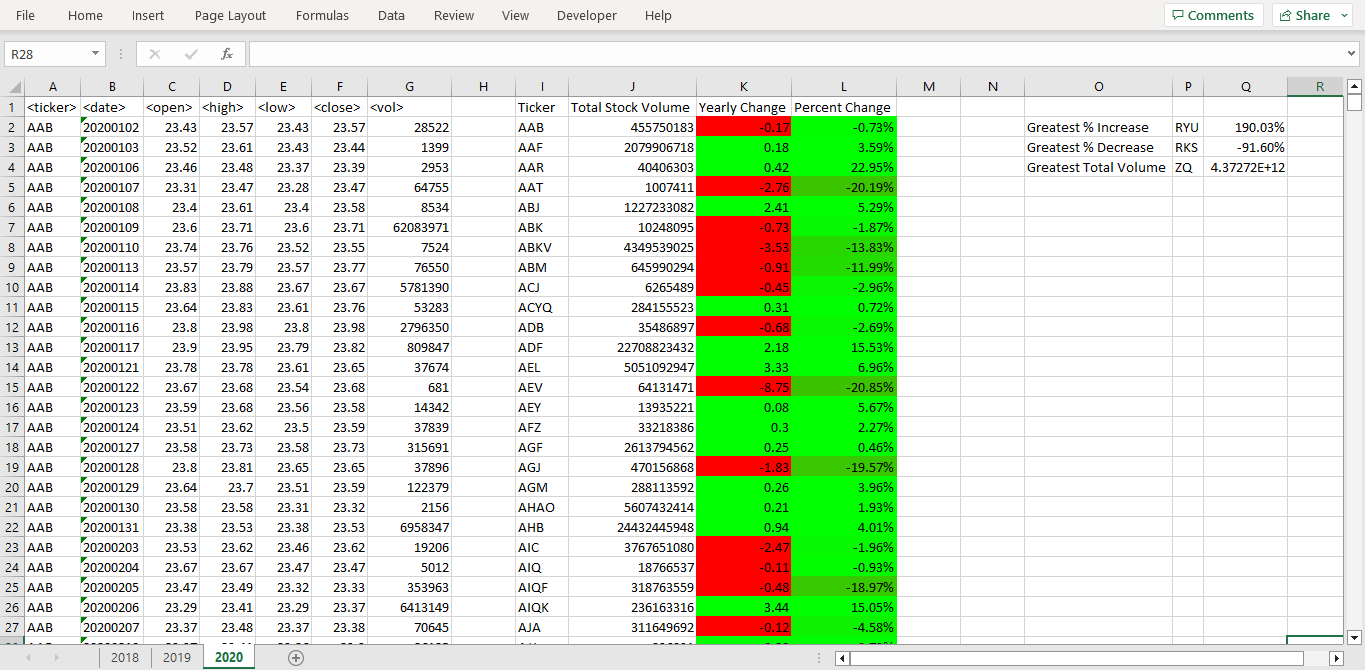 File Home Insert Page Layout Formulas Data Review View Developer Help Comments Share
R28 fx
A B C D E F G H I J K L M N O P Q R
1 <ticker> <date> <open> <high> <low> <close> <vol> Ticker Total Stock Volume Yearly Change Percent Change
2 AAB 20200102 23.43 23.57 23.43 23.57 28522 AAB 455750183 -0.17 -0.73% Greatest % Increase RYU 190.03%
3 AAB 20200103 23.52 23.61 23.43 23.44 1399 AAF 2079906718 0.18 3.59% Greatest % Decrease RKS -91.60%
4 AAB 20200106 23.46 23.48 23.37 23.39 2953 AAR 40406303 0.42 22.95% Greatest Total Volume ZQ 4.37272E+12
5 AAB 20200107 23.31 23.47 23.28 23.47 64755 AAT 1007411 -2.76 -20.19%
6 AAB 20200108 23.4 23.61 23.4 23.58 8534 ABJ 1227233082 2.41 5.29%
7 AAB 20200109 23.6 23.71 23.6 23.71 62083971 ABK 10248095 -0.73 -1.87%
8 AAB 20200110 23.74 23.76 23.52 23.55 7524 ABKV 4349539025 -3.53 -13.83%
9 AAB 20200113 23.57 23.79 23.57 23.77 76550 ABM 645990294 -0.91 -11.99%
10 AAB 20200114 23.83 23.88 23.67 23.67 5781390 ACJ 6265489 -0.45 -2.96%
11 AAB 20200115 23.64 23.83 23.61 23.76 53283 ACYQ 284155523 0.31 0.72%
12 AAB 20200116 23.8 23.98 23.8 23.98 2796350 ADB 35486897 -0.68 -2.69%
13 AAB 20200117 23.9 23.95 23.79 23.82 809847 ADF 22708823432 2.18 15.53%
14 AAB 20200121 23.78 23.78 23.61 23.65 37674 AEL 5051092947 3.33 6.96%
15 AAB 20200122 23.67 23.68 23.54 23.68 681 AEV 64131471 -8.75 -20.85%
16 AAB 20200123 23.59 23.68 23.56 23.58 14342 AEY 13935221 0.08 5.67%
17 AAB 20200124 23.51 23.62 23.5 23.59 37839 AFZ 33218386 0.3 2.27%
18 AAB 20200127 23.58 23.73 23.58 23.73 315691 AGF 2613794562 0.25 0.46%
19 AAB 20200128 23.8 23.81 23.65 23.65 37896 AGJ 470156868 -1.83 -19.57%
20 AAB 20200129 23.64 23.7 23.51 23.59 122379 AGM 288113592 0.26 3.96%
21 AAB 20200130 23.58 23.58 23.31 23.32 2156 AHAO 5607432414 0.21 1.93%
22 AAB 20200131 23.38 23.53 23.38 23.53 6958347 AHB 24432445948 0.94 4.01%
23 AAB 20200203 23.53 23.62 23.46 23.62 19206 AIC 3767651080 -2.47 -1.96%
24 AAB 20200204 23.67 23.67 23.47 23.47 5012 AIQ 18766537 -0.11 -0.93%
25 AAB 20200205 23.47 23.49 23.32 23.33 353963 AIQF 318763559 -0.48 -18.97%
26 AAB 20200206 23.29 23.41 23.29 23.37 6413149 AIQK 236163316 3.44 15.05%
27 AAB 20200207 23.37 23.48 23.37 23.38 70645 AJA 311649692 -0.12 -4.58%
2018 2019 2020